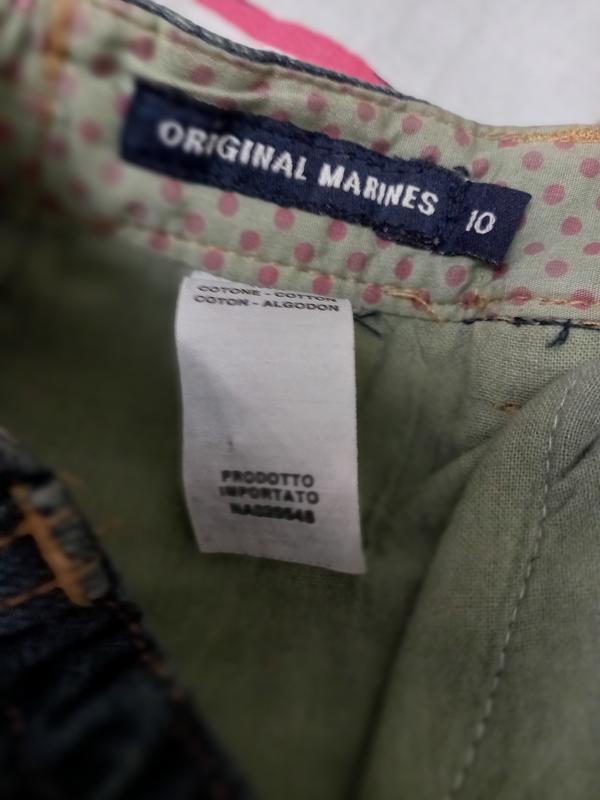 ORIGINAL MARINES 10
COTONE - COTTON
COTON - ALGODON
PRODOTTO
IMPORTATO